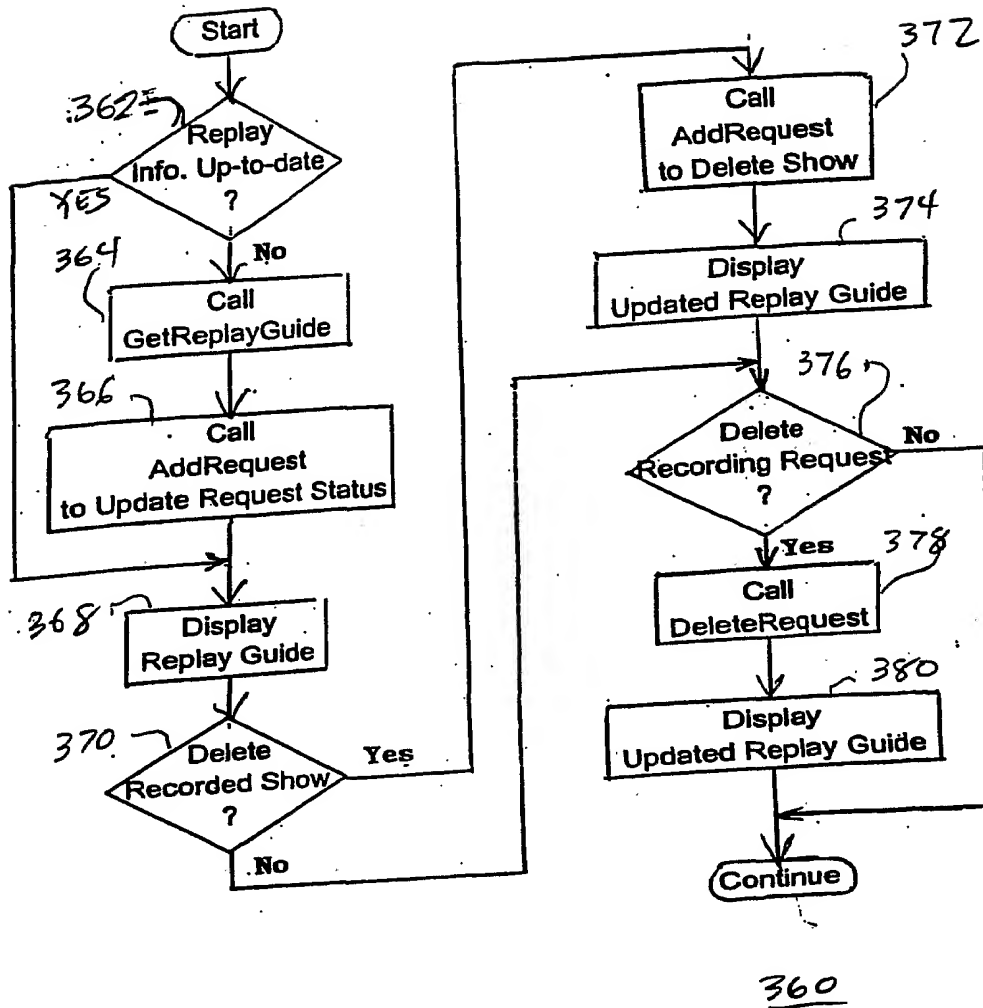 Start
362
Replay
Info. Up-to-date
?
YES
No
364
Call
GetReplayGuide
366
Call
AddRequest
to Update Request Status
368
Display
Replay Guide
370
Delete
Recorded Show
?
Yes
No
372
Call
AddRequest
to Delete Show
374
Display
Updated Replay Guide
376
Delete
Recording Request
?
No
Yes
378
Call
DeleteRequest
380
Display
Updated Replay Guide
Continue
360